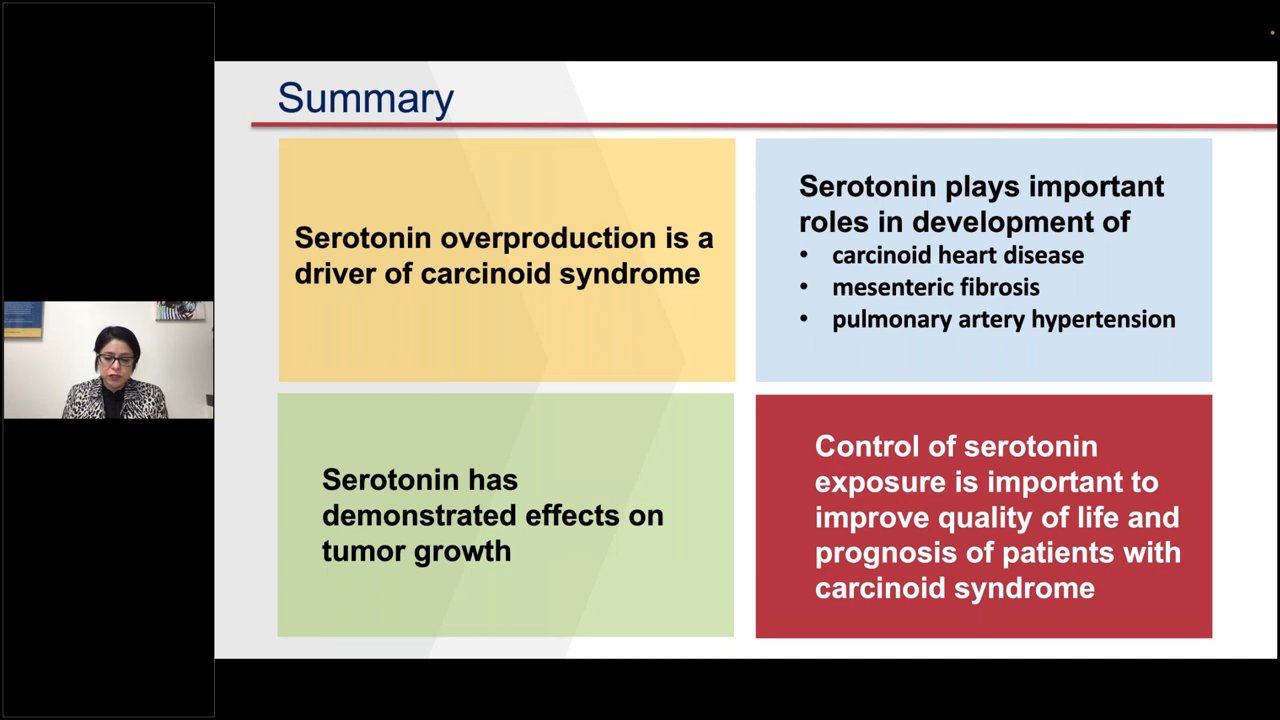 Summary
Serotonin overproduction is a
driver of carcinoid syndrome
Serotonin plays important
roles in development of
• carcinoid heart disease
• mesenteric fibrosis
• pulmonary artery hypertension
Serotonin has
demonstrated effects on
tumor growth
Control of serotonin
exposure is important to
improve quality of life and
prognosis of patients with
carcinoid syndrome